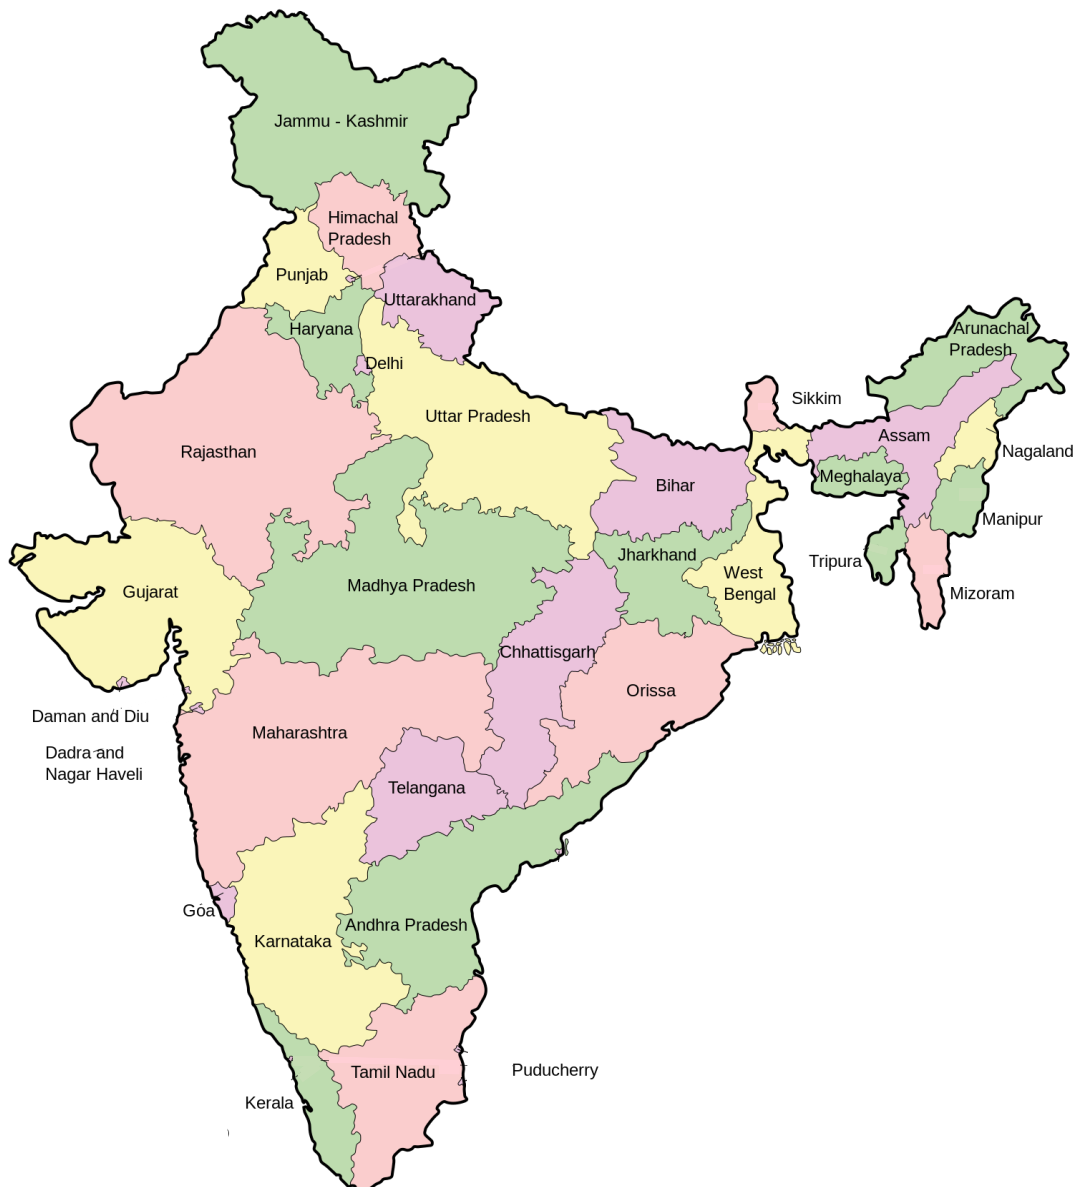 Jammu - Kashmir
Himachal
Pradesh
Punjab
Uttarakhand
Haryana
Delhi
Arunachal
Pradesh
Sikkim
Uttar Pradesh
Assam
Rajasthan
Nagaland
Meghalaya
Bihar
Manipur
Jharkhand
Tripura
West
Bengal
Madhya Pradesh
Gujarat
Mizoram
Chhattisgarh
Orissa
Daman and Diu
Maharashtra
Dadra and
Nagar Haveli
Telangana
Goa
Andhra Pradesh
Karnataka
Puducherry
Tamil Nadu
Kerala